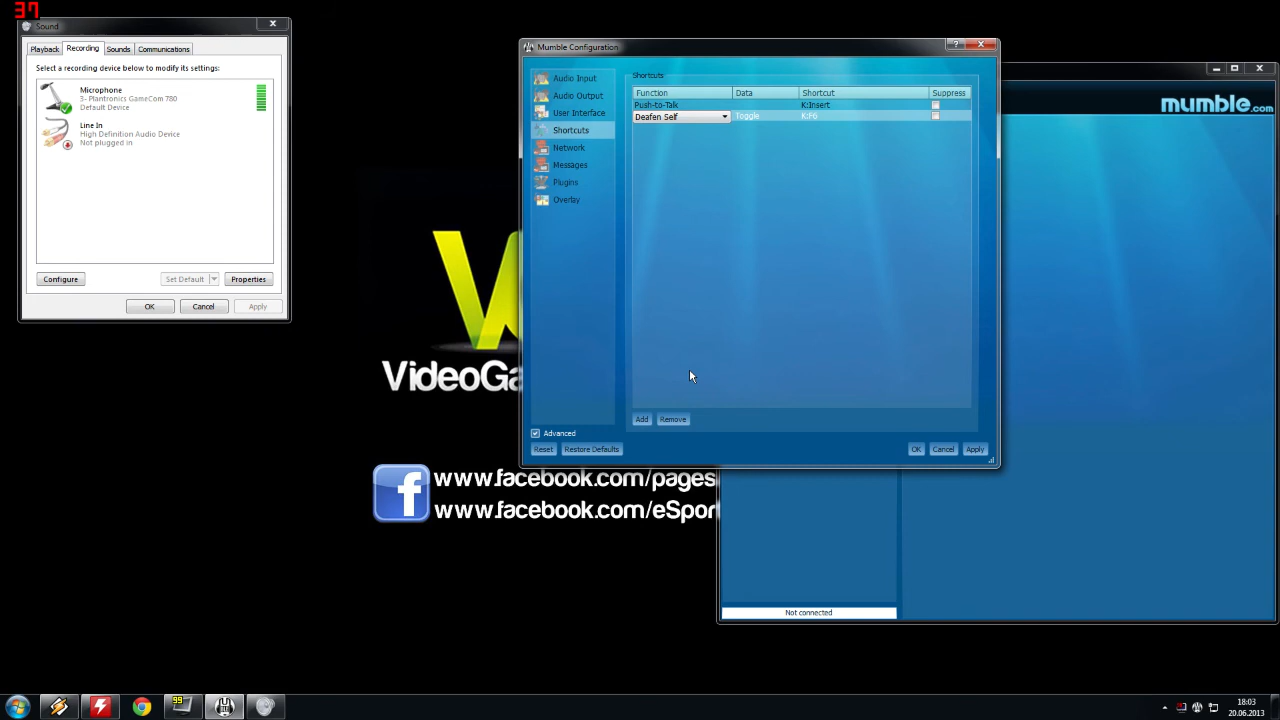 37
Sound
Playback Recording Sounds Communications
Select a recording device below to modify its settings:
Microphone
3- Plantronics GameCom 780
Default Device
Line In
High Definition Audio Device
Not plugged in
Configure Set Default Properties
OK Cancel Apply
Mumble Configuration
Audio Input
Audio Output
User Interface
Shortcuts
Network
Messages
Plugins
Overlay
Shortcuts
Function Data Shortcut Suppress
Push-to-Talk K:Insert
Deafen Self Toggle K:F6
Add Remove
Advanced
Reset Restore Defaults OK Cancel Apply
mumble.com
VideoGa
www.facebook.com/pages
www.facebook.com/eSport
Not connected
99
18:03
20.06.2013